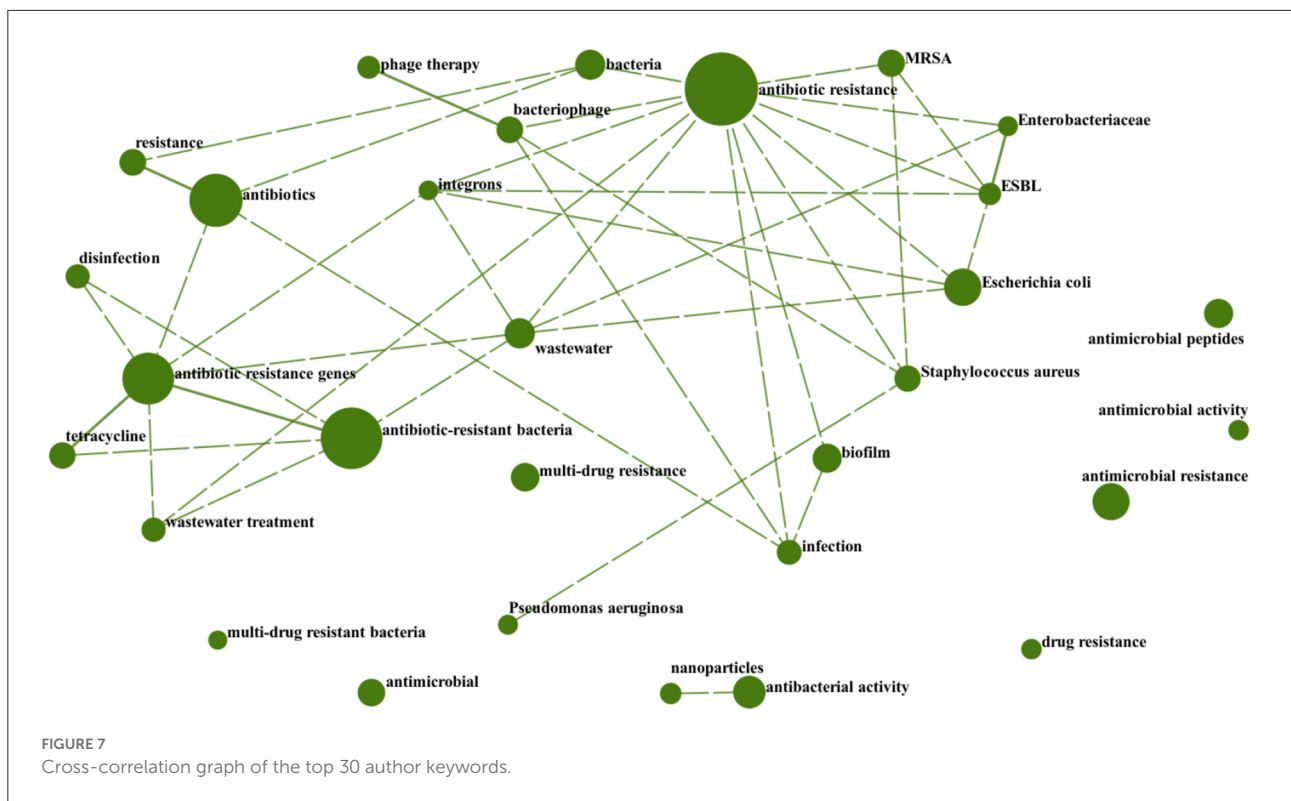 phage therapy
bacteria
MRSA
antibiotic resistance
bacteriophage
Enterobacteriaceae
resistance
antibiotics
integrons
ESBL
disinfection
Escherichia coli
wastewater
antimicrobial peptides
antibiotic resistance genes
Staphylococcus aureus
antimicrobial activity
tetracycline
antibiotic-resistant bacteria
biofilm
multi-drug resistance
antimicrobial resistance
wastewater treatment
infection
Pseudomonas aeruginosa
multi-drug resistant bacteria
drug resistance
nanoparticles
antimicrobial
antibacterial activity
FIGURE 7
Cross-correlation graph of the top 30 author keywords.